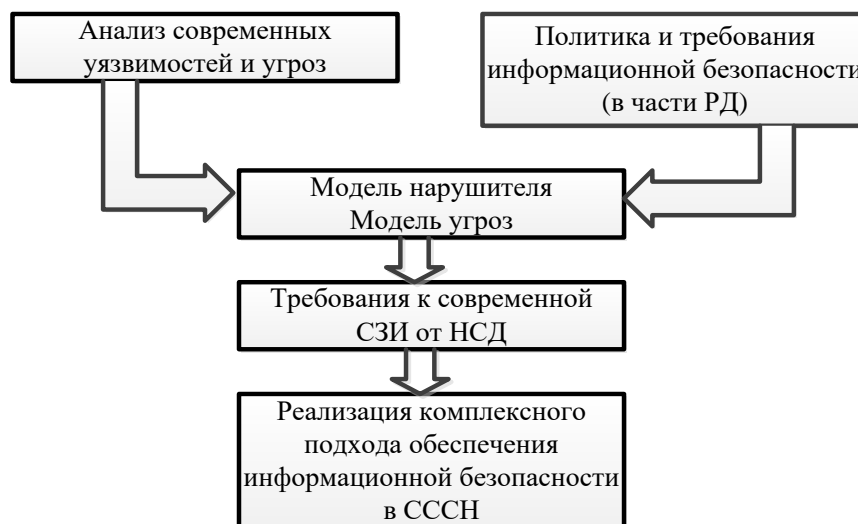 Анализ современных
уязвимостей и угроз
Политика и требования
информационной безопасности
(в части РД)
Модель нарушителя
Модель угроз
Требования к современной
СЗИ от НСД
Реализация комплексного
подхода обеспечения
информационной безопасности
в СССН